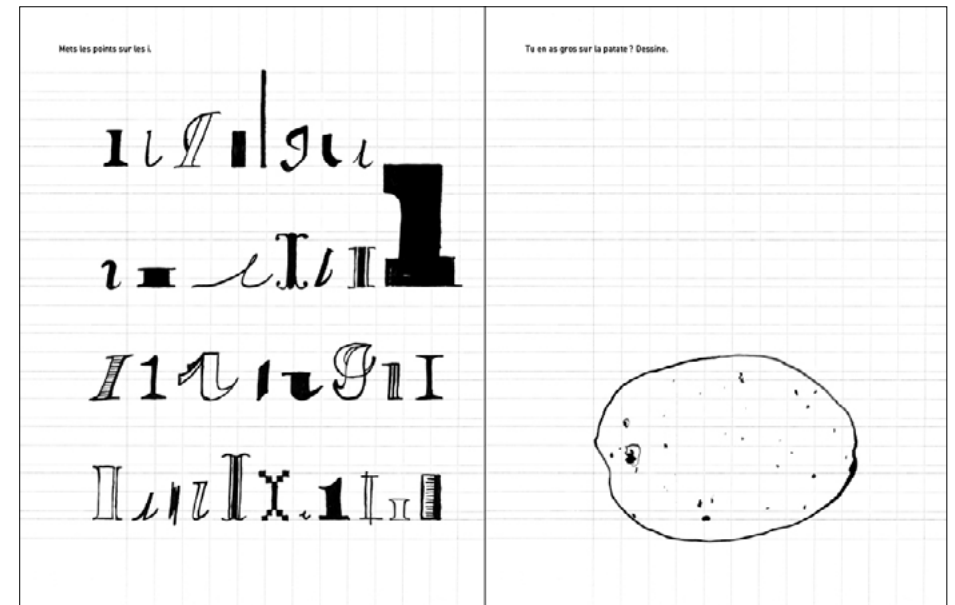 Mets les points sur les i.
Tu en as gros sur la patate ? Dessine.